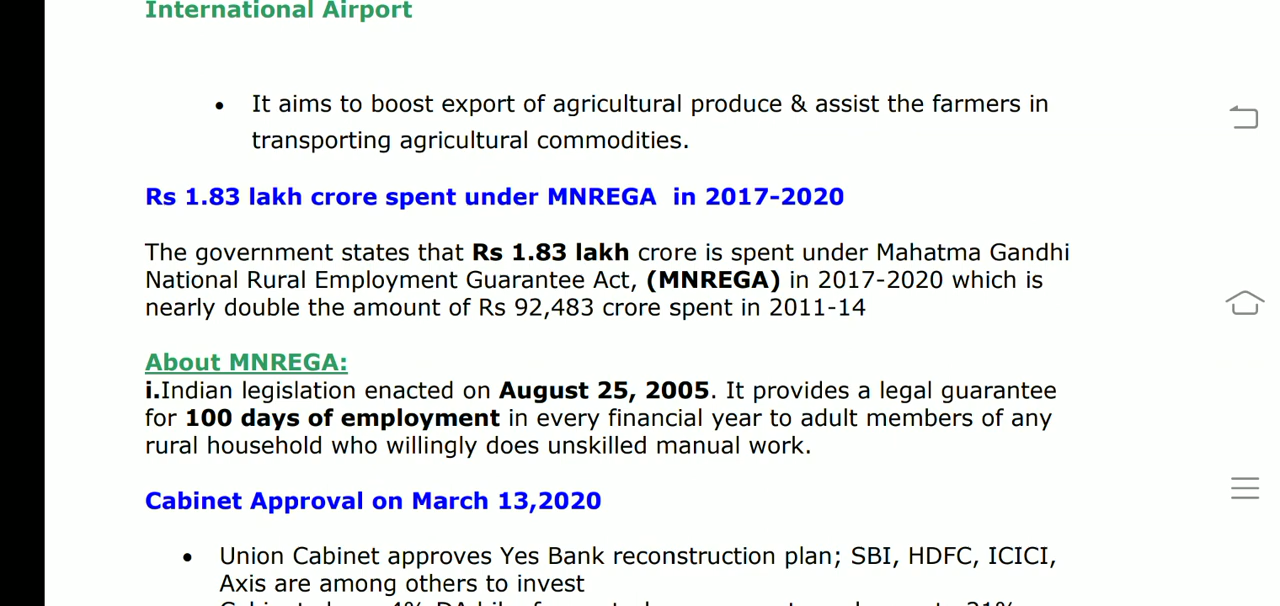 International Airport
• It aims to boost export of agricultural produce & assist the farmers in
transporting agricultural commodities.
Rs 1.83 lakh crore spent under MNREGA in 2017-2020
The government states that Rs 1.83 lakh crore is spent under Mahatma Gandhi
National Rural Employment Guarantee Act, (MNREGA) in 2017-2020 which is
nearly double the amount of Rs 92,483 crore spent in 2011-14
About MNREGA:
i.Indian legislation enacted on August 25, 2005. It provides a legal guarantee
for 100 days of employment in every financial year to adult members of any
rural household who willingly does unskilled manual work.
Cabinet Approval on March 13,2020
• Union Cabinet approves Yes Bank reconstruction plan; SBI, HDFC, ICICI,
Axis are among others to invest